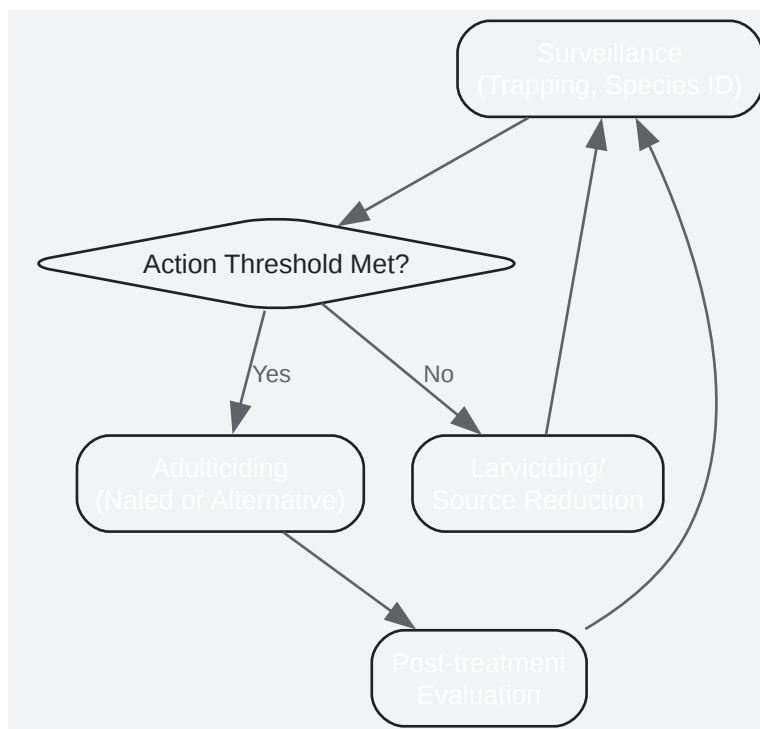 Surveillance
(Trapping, Species ID)
Action Threshold Met?
Yes
No
Adulticiding
(Naled or Alternative)
Larviciding/
Source Reduction
Post-treatment
Evaluation